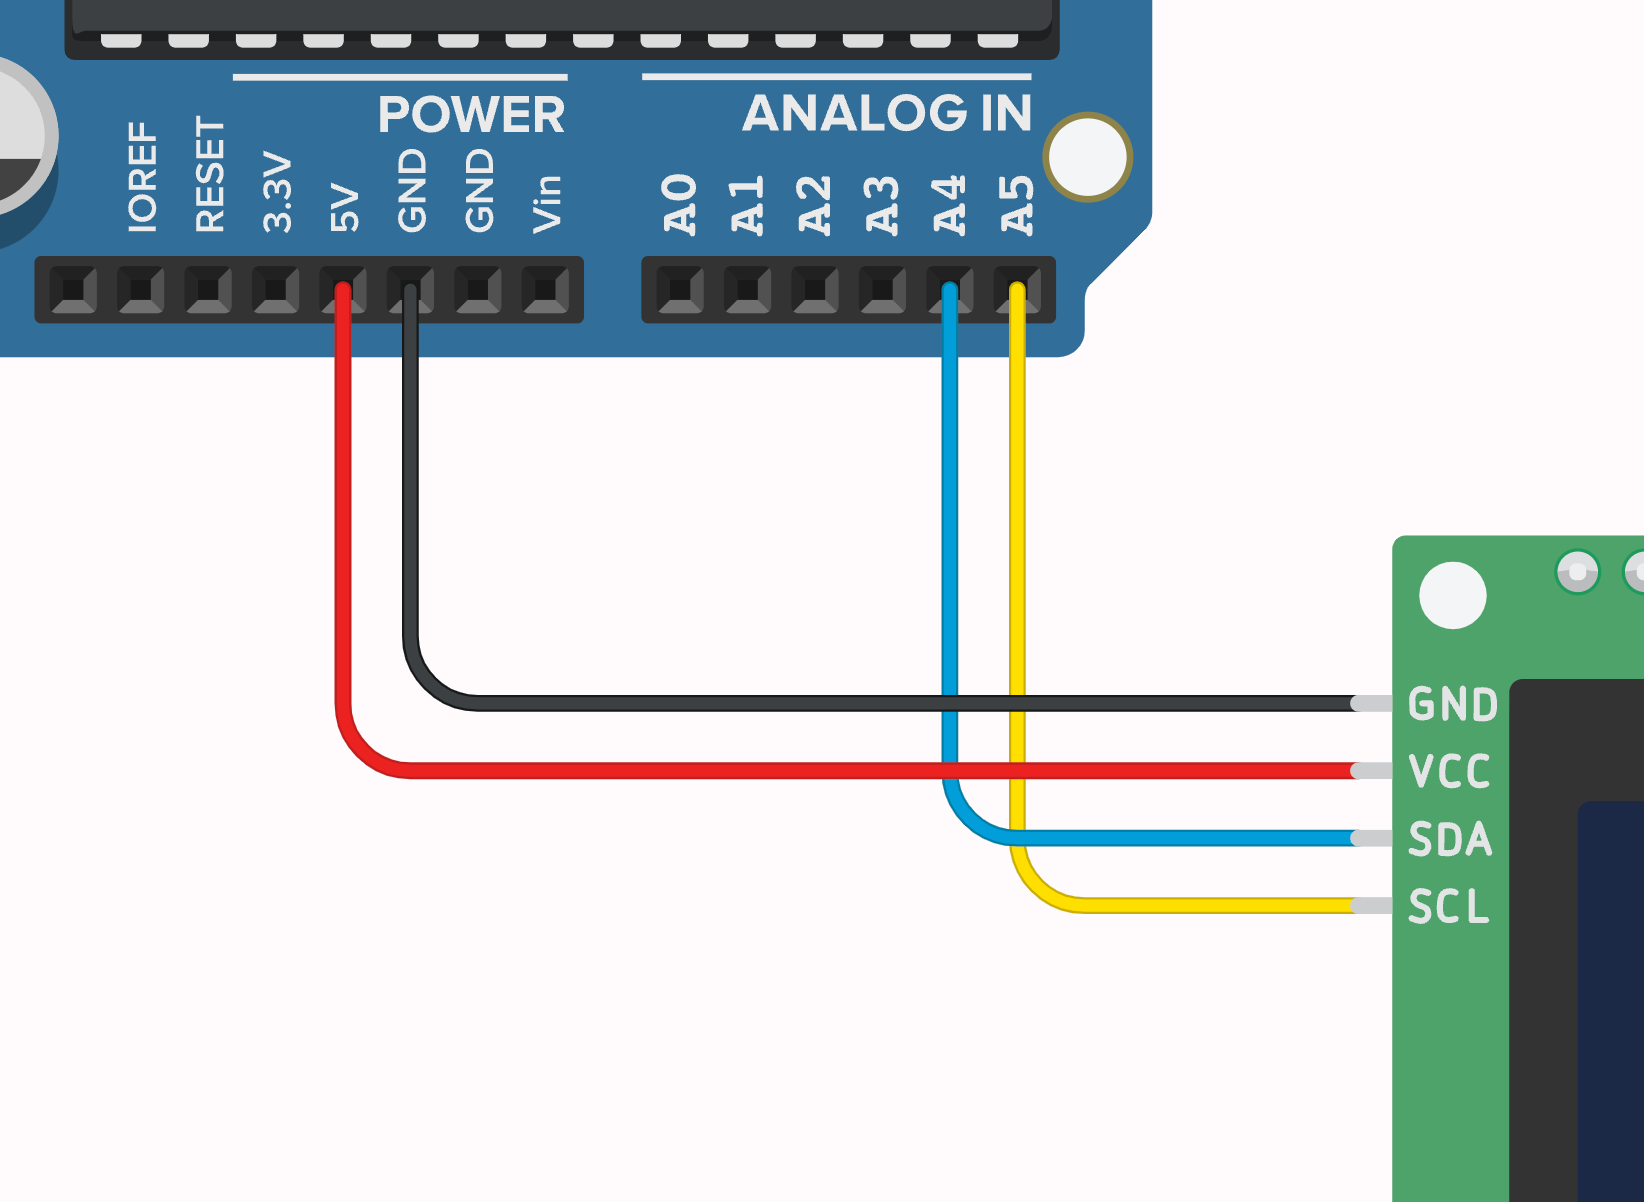 POWER
ANALOG IN
IOREF
RESET
3.3V
5V
GND
GND
Vin
A0
A1
A2
A3
A4
A5
GND
VCC
SDA
SCL